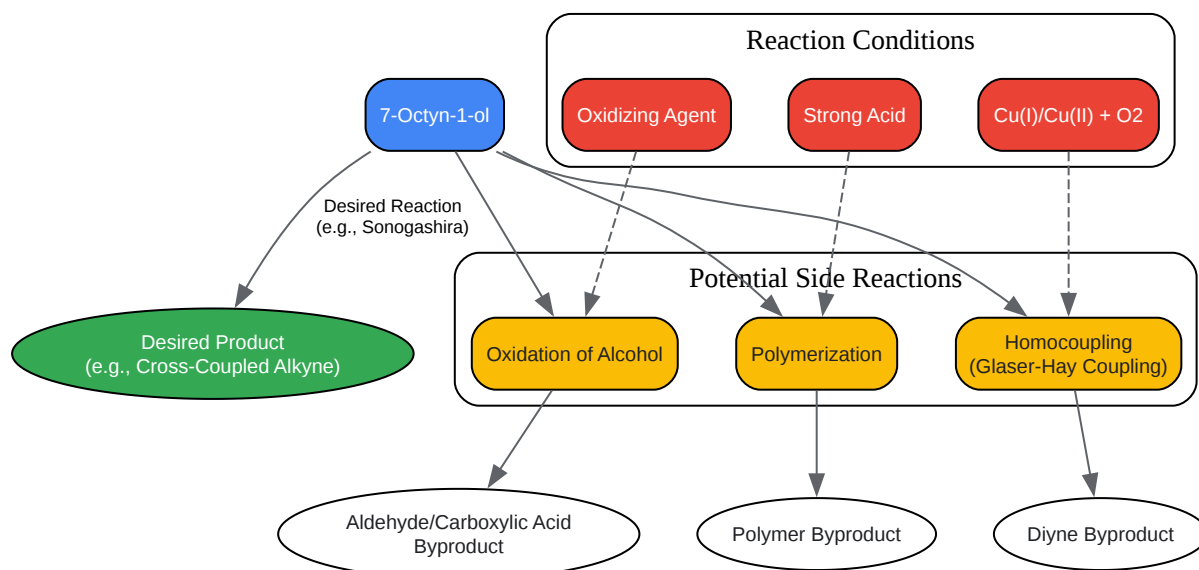 Reaction Conditions
7-Octyn-1-ol
Oxidizing Agent
Strong Acid
Cu(I)/Cu(II) + O2
Desired Reaction
(e.g., Sonogashira)
Potential Side Reactions
Desired Product
(e.g., Cross-Coupled Alkyne)
Oxidation of Alcohol
Polymerization
Homocoupling
(Glaser-Hay Coupling)
Aldehyde/Carboxylic Acid
Byproduct
Polymer Byproduct
Diyne Byproduct